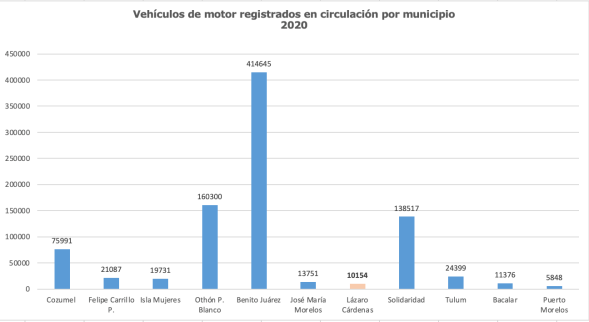 Vehículos de motor registrados en circulación por municipio
2020
450000
400000
350000
300000
250000
200000
150000
100000
50000
0
75991
21087
19731
160300
414645
13751
10154
138517
24399
11376
5848
Cozumel
Felipe Carrillo
P.
Isla Mujeres
Othón P.
Blanco
Benito Juárez
José María
Morelos
Lázaro
Cárdenas
Solidaridad
Tulum
Bacalar
Puerto
Morelos